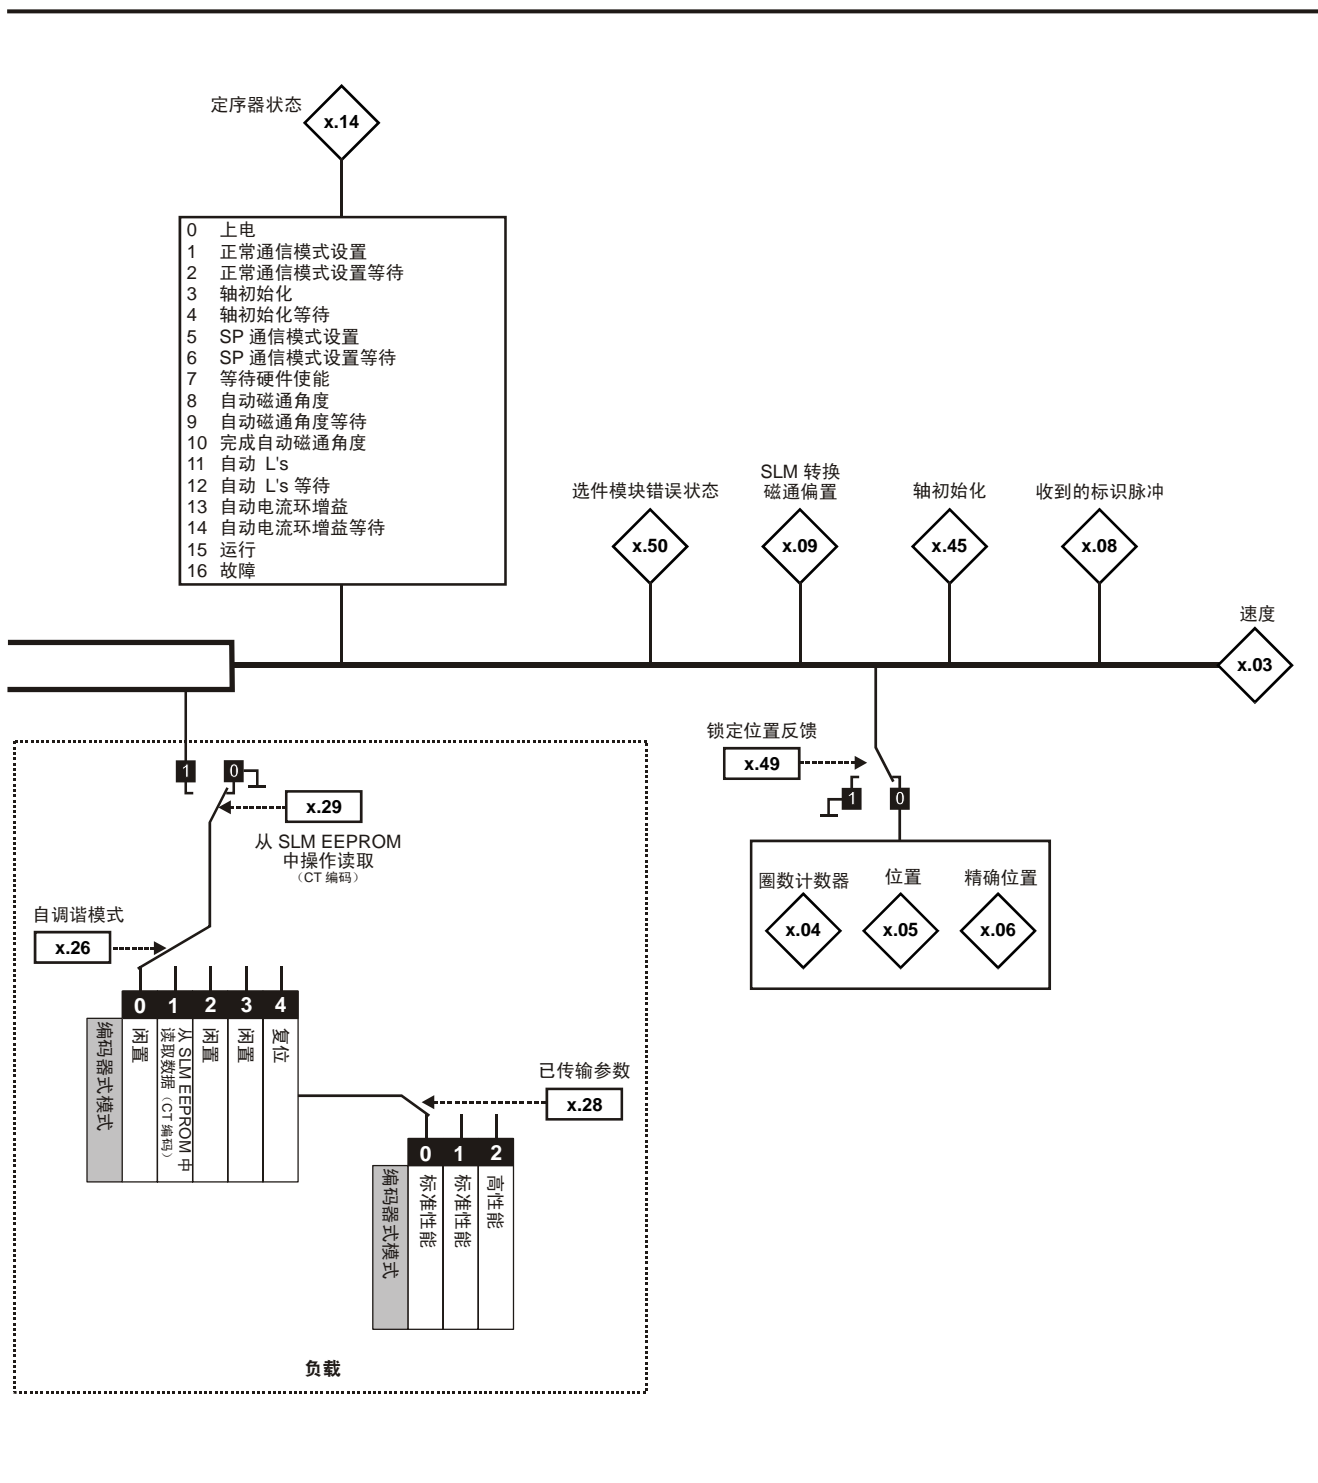 定序器状态
x.14
0 上电
1 正常通信模式设置
2 正常通信模式设置等待
3 轴初始化
4 轴初始化等待
5 SP 通信模式设置
6 SP 通信模式设置等待
7 等待硬件使能
8 自动磁通角度
9 自动磁通角度等待
10 完成自动磁通角度
11 自动 L's
12 自动 L's 等待
13 自动电流环增益
14 自动电流环增益等待
15 运行
16 故障
选件模块错误状态
x.50
SLM 转换
磁通偏置
x.09
轴初始化
x.45
收到的标识脉冲
x.08
速度
x.03
锁定位置反馈
x.49
1 0
圈数计数器
x.04
位置
x.05
精确位置
x.06
1 0
x.29
从 SLM EEPROM
中操作读取
（CT 编码）
自调谐模式
x.26
0 1 2 3 4
编码器式模式
闲置
从 SLM EEPROM 中
读取数据（CT 编码）
闲置
闲置
复位
已传输参数
x.28
0 1 2
编码器式模式
标准性能
标准性能
高性能
负载